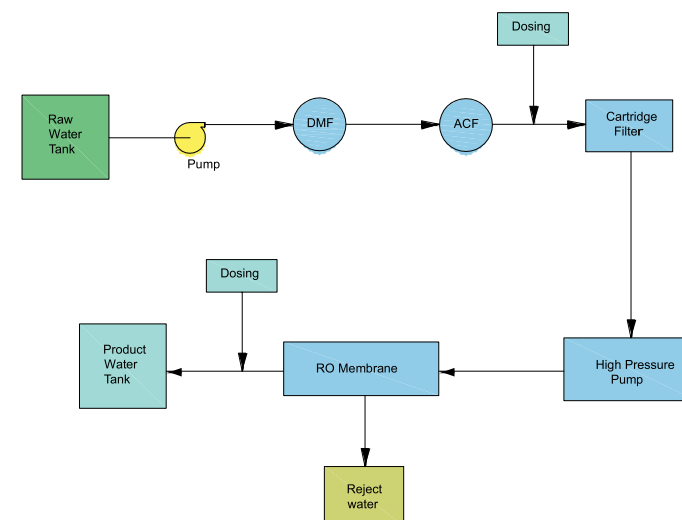 Dosing
Raw
Water
Tank
DMF
ACF
Cartridge
Filter
Pump
Dosing
Product
Water
Tank
RO Membrane
High Pressure
Pump
Reject
water